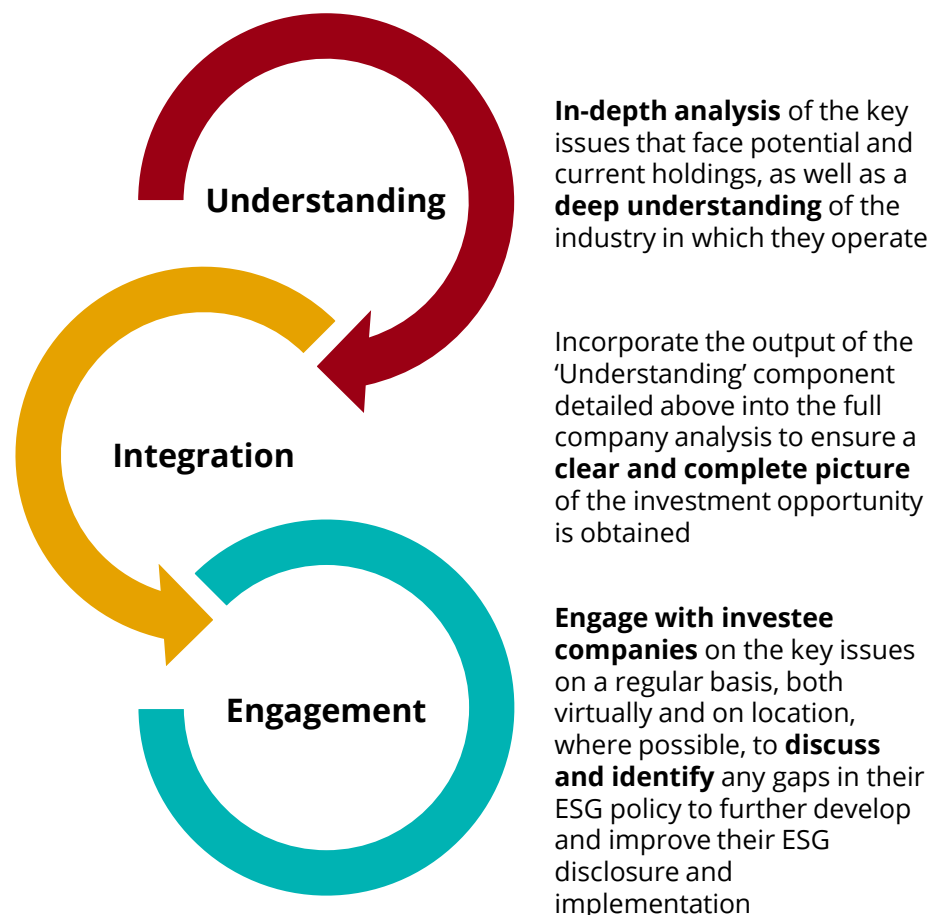 Understanding
In-depth analysis of the key
issues that face potential and
current holdings, as well as a
deep understanding of the
industry in which they operate
Integration
Incorporate the output of the
‘Understanding’ component
detailed above into the full
company analysis to ensure a
clear and complete picture
of the investment opportunity
is obtained
Engagement
Engage with investee
companies on the key issues
on a regular basis, both
virtually and on location,
where possible, to discuss
and identify any gaps in their
ESG policy to further develop
and improve their ESG
disclosure and
implementation